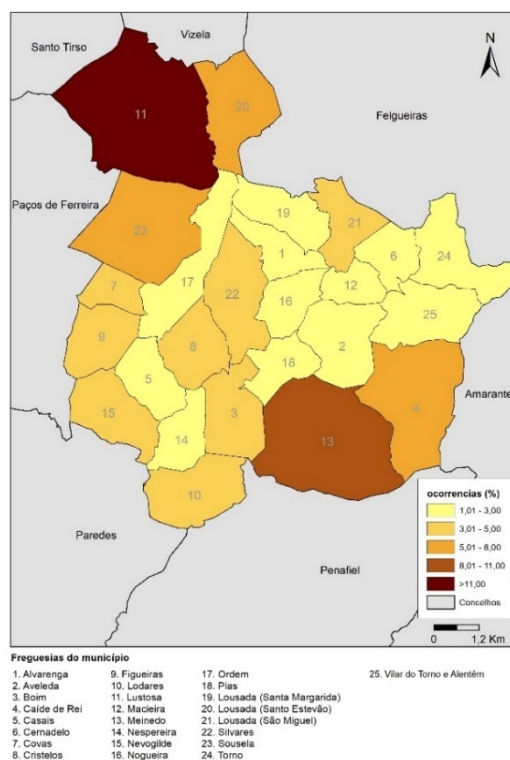 Santo Tirso
Vizela
N
11
20
Felgueiras
Paços de Ferreira
23
19
21
1
6
24
7
17
22
12
16
25
9
8
2
5
18
Amarante
15
3
4
14
13
10
Paredes
Penafiel
ocorrencias (%)
1,01 - 3,00
3,01 - 5,00
5,01 - 8,00
8,01 - 11,00
>11,00
Concelhos
0 1,2 Km
Freguesias do município
1. Alvarenga
2. Aveleda
3. Boim
4. Caíde de Rei
5. Casais
6. Cernadelo
7. Covas
8. Cristelos
9. Figueiras
10. Lodares
11. Lustosa
12. Macieira
13. Meinedo
14. Nespereira
15. Nevogilde
16. Nogueira
17. Ordem
18. Pias
19. Lousada (Santa Margarida)
20. Lousada (Santo Estevão)
21. Lousada (São Miguel)
22. Silvares
23. Sousela
24. Torno
25. Vilar do Torno e Alentém